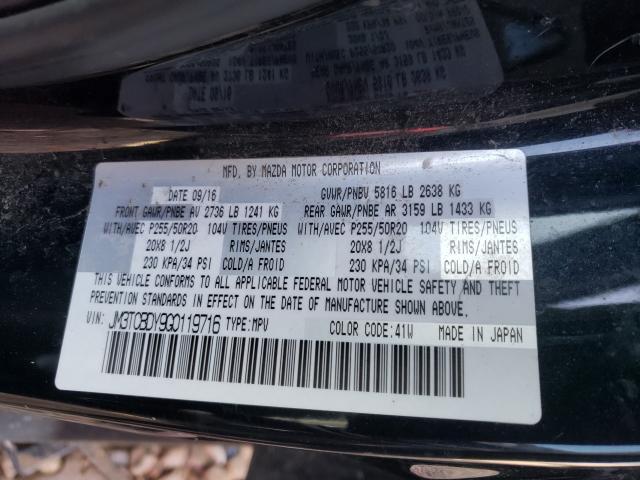 MFD. BY MAZDA MOTOR CORPORATION
DATE 09/16 GVWR/PNBV 5816 LB 2638 KG
FRONT GAWR/PNBE AV 2736 LB 1241 KG REAR GAWR/PNBE AR 3159 LB 1433 KG
WITH/AVEC P255/50R20 104V TIRES/PNEUS WITH/AVEC P255/50R20 104V TIRES/PNEUS
20X8 1/2J RIMS/JANTES 20X8 1/2J RIMS/JANTES
230 KPA/34 PSI COLD/A FROID 230 KPA/34 PSI COLD/A FROID
THIS VEHICLE CONFORMS TO ALL APPLICABLE FEDERAL MOTOR VEHICLE SAFETY AND THEFT
PREVENTION STANDARDS IN EFFECT ON THE DATE OF MANUFACTURE SHOWN ABOVE.
VIN: JM3TCBDY9G0119716 TYPE:MPV COLOR CODE:41W MADE IN JAPAN